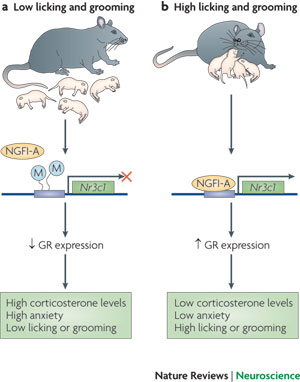 a Low licking and grooming
b High licking and grooming
NGFI-A
M
M
Nr3c1
NGFI-A
Nr3c1
↓ GR expression
↑ GR expression
High corticosterone levels
High anxiety
Low licking or grooming
Low corticosterone levels
Low anxiety
High licking or grooming
Nature Reviews | Neuroscience